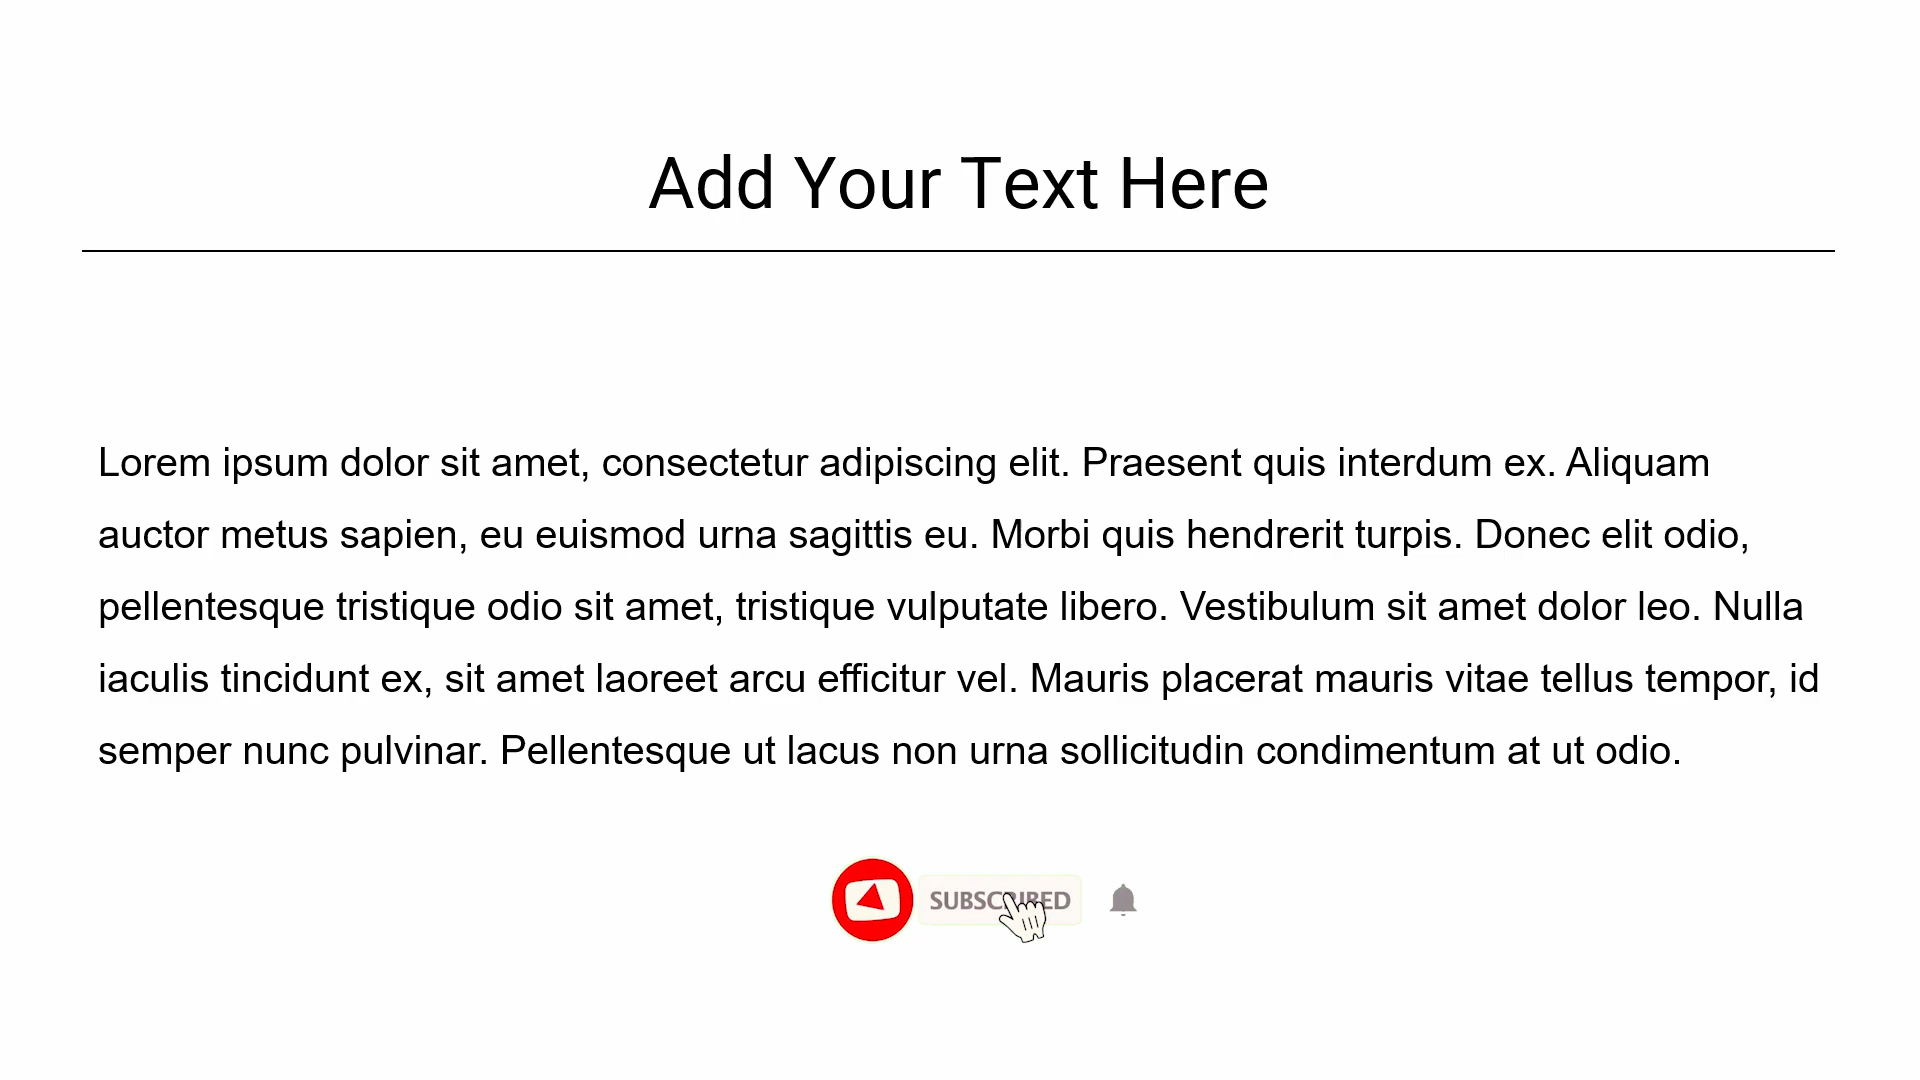 Add Your Text Here
Lorem ipsum dolor sit amet, consectetur adipiscing elit. Praesent quis interdum ex. Aliquam
auctor metus sapien, eu euismod urna sagittis eu. Morbi quis hendrerit turpis. Donec elit odio,
pellentesque tristique odio sit amet, tristique vulputate libero. Vestibulum sit amet dolor leo. Nulla
iaculis tincidunt ex, sit amet laoreet arcu efficitur vel. Mauris placerat mauris vitae tellus tempor, id
semper nunc pulvinar. Pellentesque ut lacus non urna sollicitudin condimentum at ut odio.
SUBSCRIBED